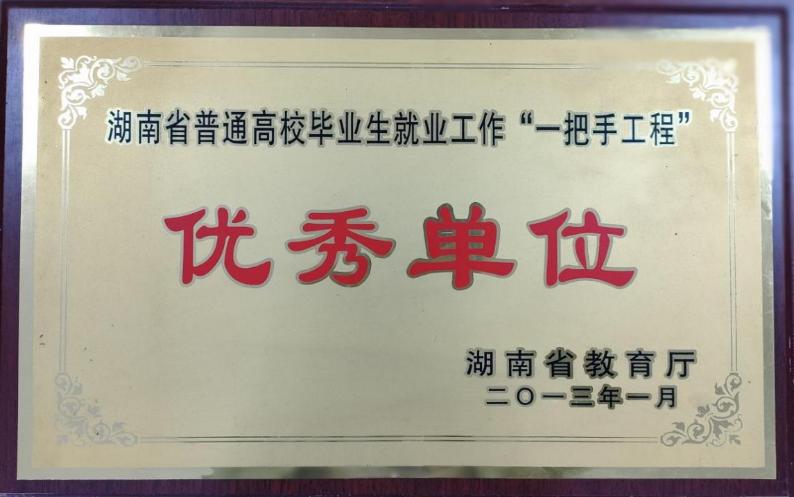 湖南省普通高校毕业生就业工作“一把手工程”
优秀单位
湖南省教育厅
二〇一三年一月